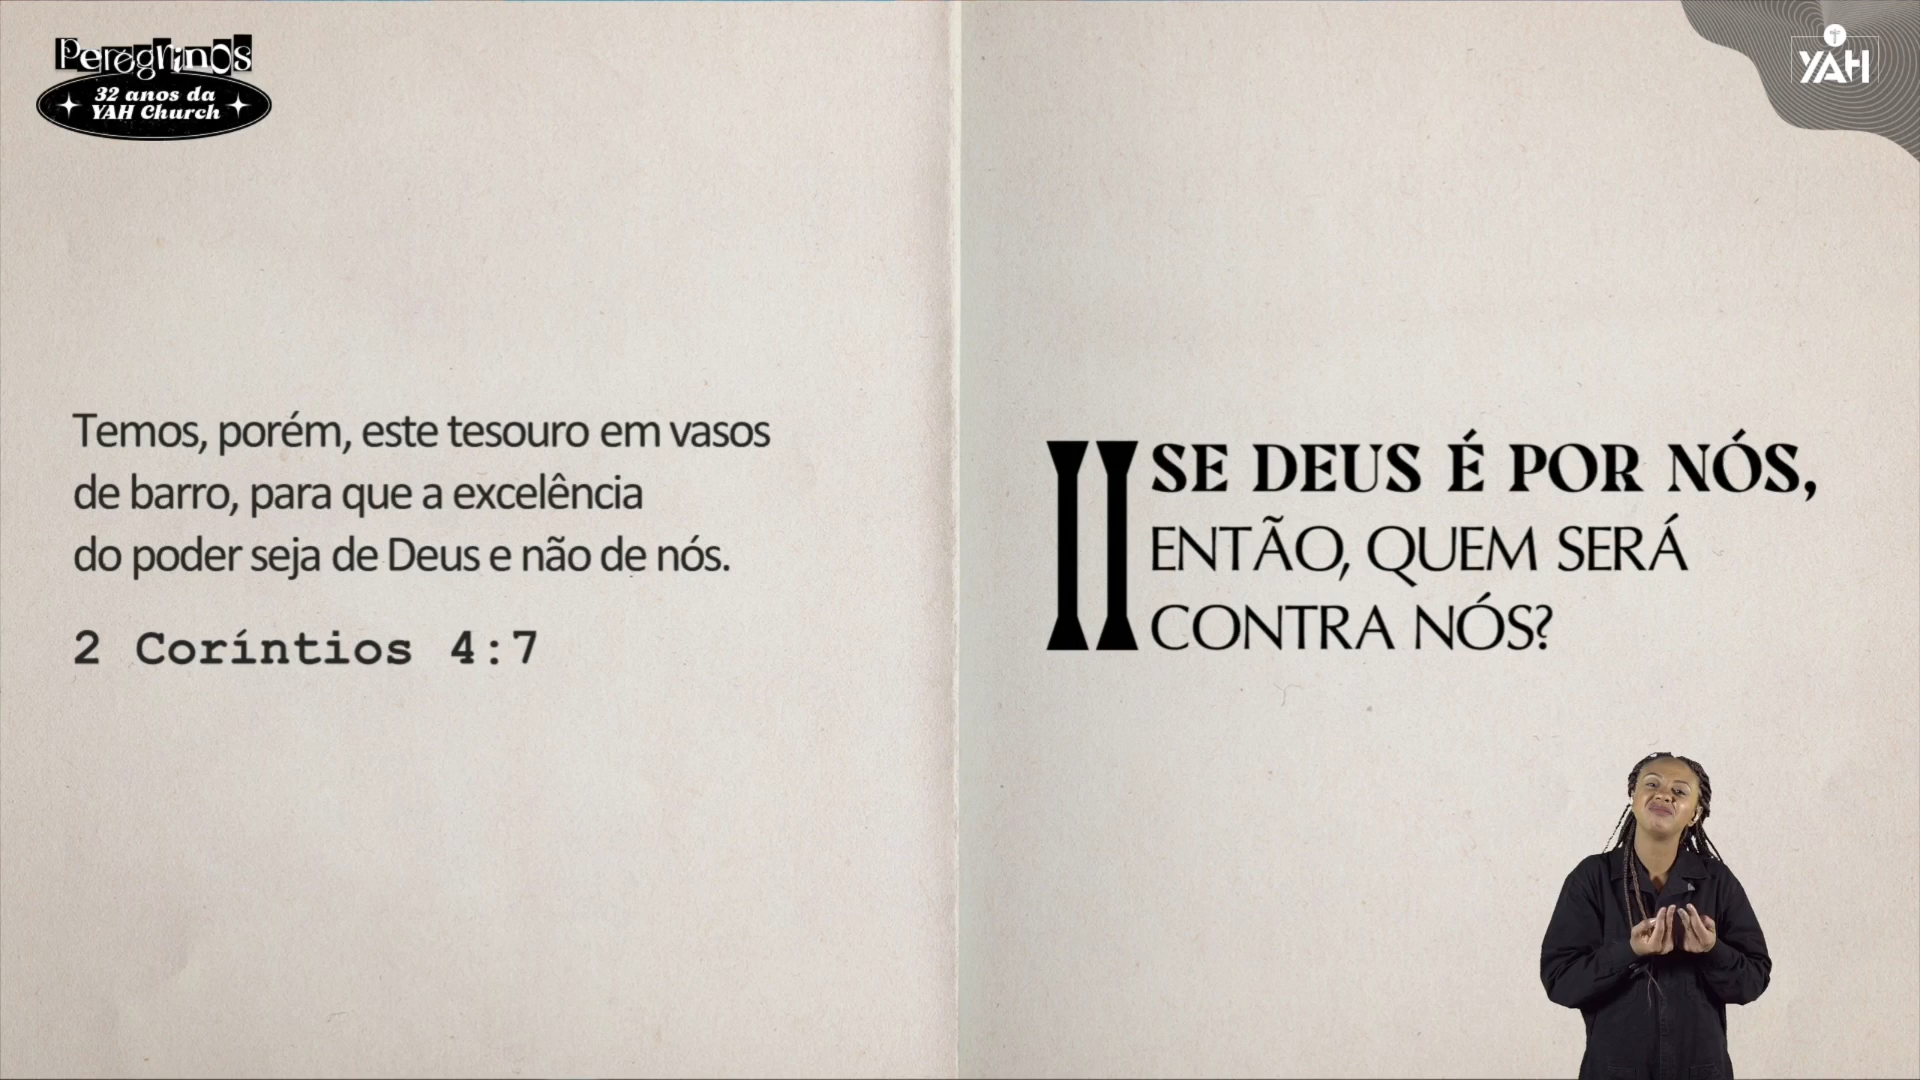 Peregrinos
32 anos da
YAH Church
YAH
Temos, porém, este tesouro em vasos
de barro, para que a excelência
do poder seja de Deus e não de nós.
2 Coríntios 4:7
II
SE DEUS É POR NÓS,
ENTÃO, QUEM SERÁ
CONTRA NÓS?